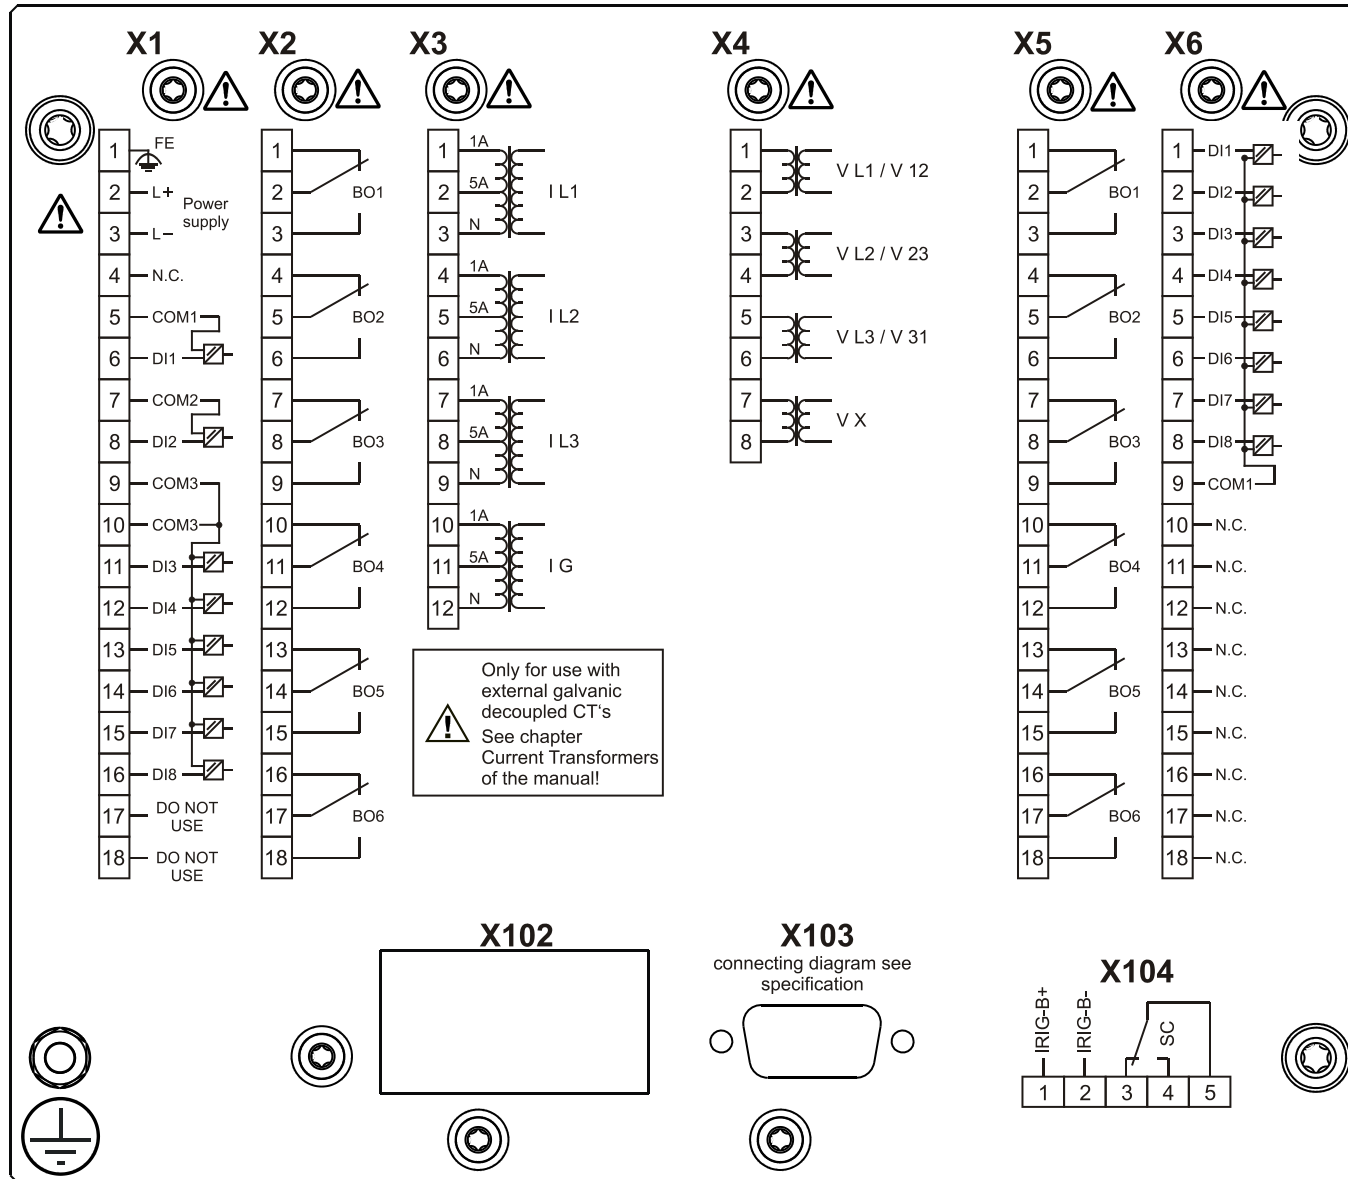 X1
X2
X3
X4
X5
X6
1 FE
2 L+
Power
supply
3 L−
4 N.C.
5 COM1
6 DI1
7 COM2
8 DI2
9 COM3
10 COM3
11 DI3
12 DI4
13 DI5
14 DI6
15 DI7
16 DI8
17 DO NOT
USE
18 DO NOT
USE
1
2 BO1
3
4
5 BO2
6
7
8 BO3
9
10
11 BO4
12
13
14 BO5
15
16
17 BO6
18
1 1A
2 5A I L1
3 N
4 1A
5 5A I L2
6 N
7 1A
8 5A I L3
9 N
10 1A
11 5A I G
12 N
Only for use with
external galvanic
decoupled CT's
See chapter
Current Transformers
of the manual!
1
V L1 / V 12
2
3
V L2 / V 23
4
5
V L3 / V 31
6
7
V X
8
1
2 BO1
3
4
5 BO2
6
7
8 BO3
9
10
11 BO4
12
13
14 BO5
15
16
17 BO6
18
1 DI1
2 DI2
3 DI3
4 DI4
5 DI5
6 DI6
7 DI7
8 DI8
9 COM1
10 N.C.
11 N.C.
12 N.C.
13 N.C.
14 N.C.
15 N.C.
16 N.C.
17 N.C.
18 N.C.
X102
X103
connecting diagram see
specification
X104
IRIG-B+
IRIG-B-
SC
1 2 3 4 5